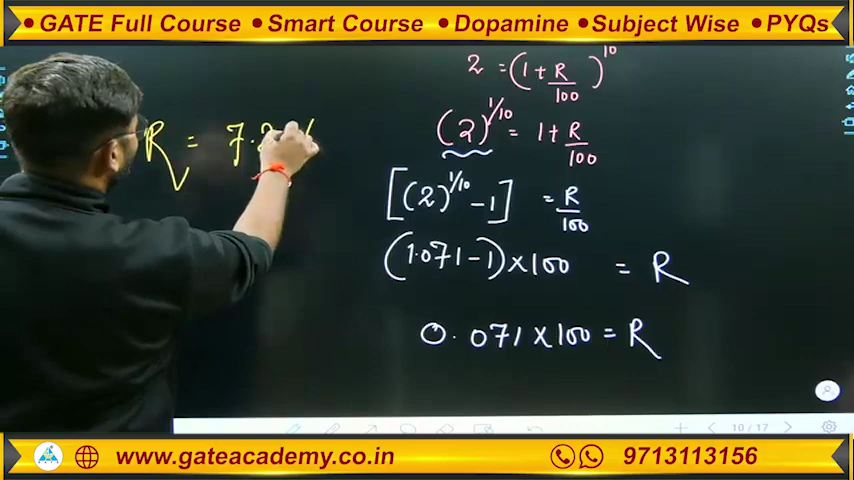 • GATE Full Course • Smart Course • Dopamine • Subject Wise • PYQs
2 = (1 + R/100)^10
(2)^1/10 = 1 + R/100
[(2)^1/10 - 1] = R/100
(1.071 - 1) × 100 = R
0.071 × 100 = R
R = 7.
10 / 17
www.gateacademy.co.in
9713113156